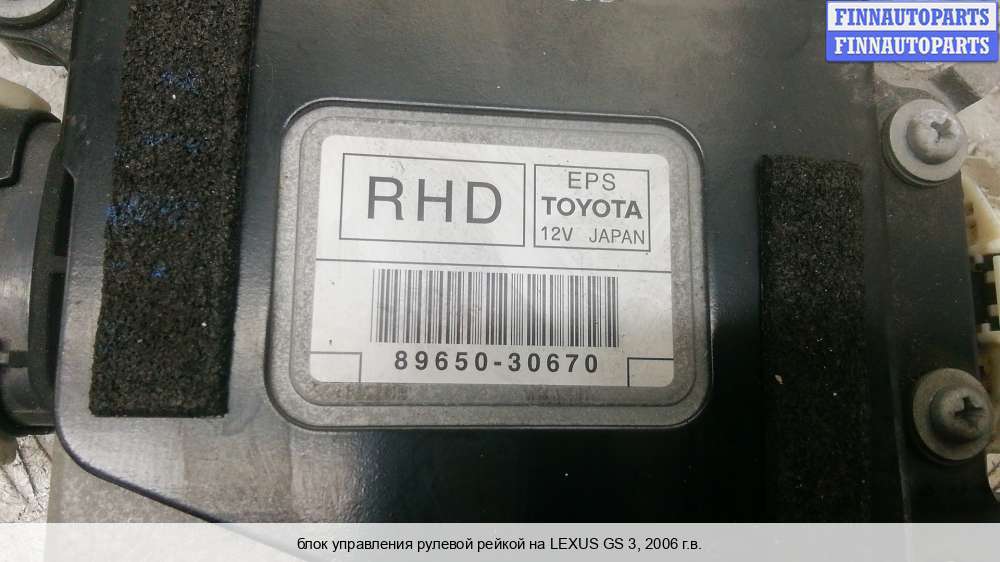 FINNAUTOPARTS
FINNAUTOPARTS
RHD
EPS
TOYOTA
12V JAPAN
89650-30670
блок управления рулевой рейкой на LEXUS GS 3, 2006 г.в.